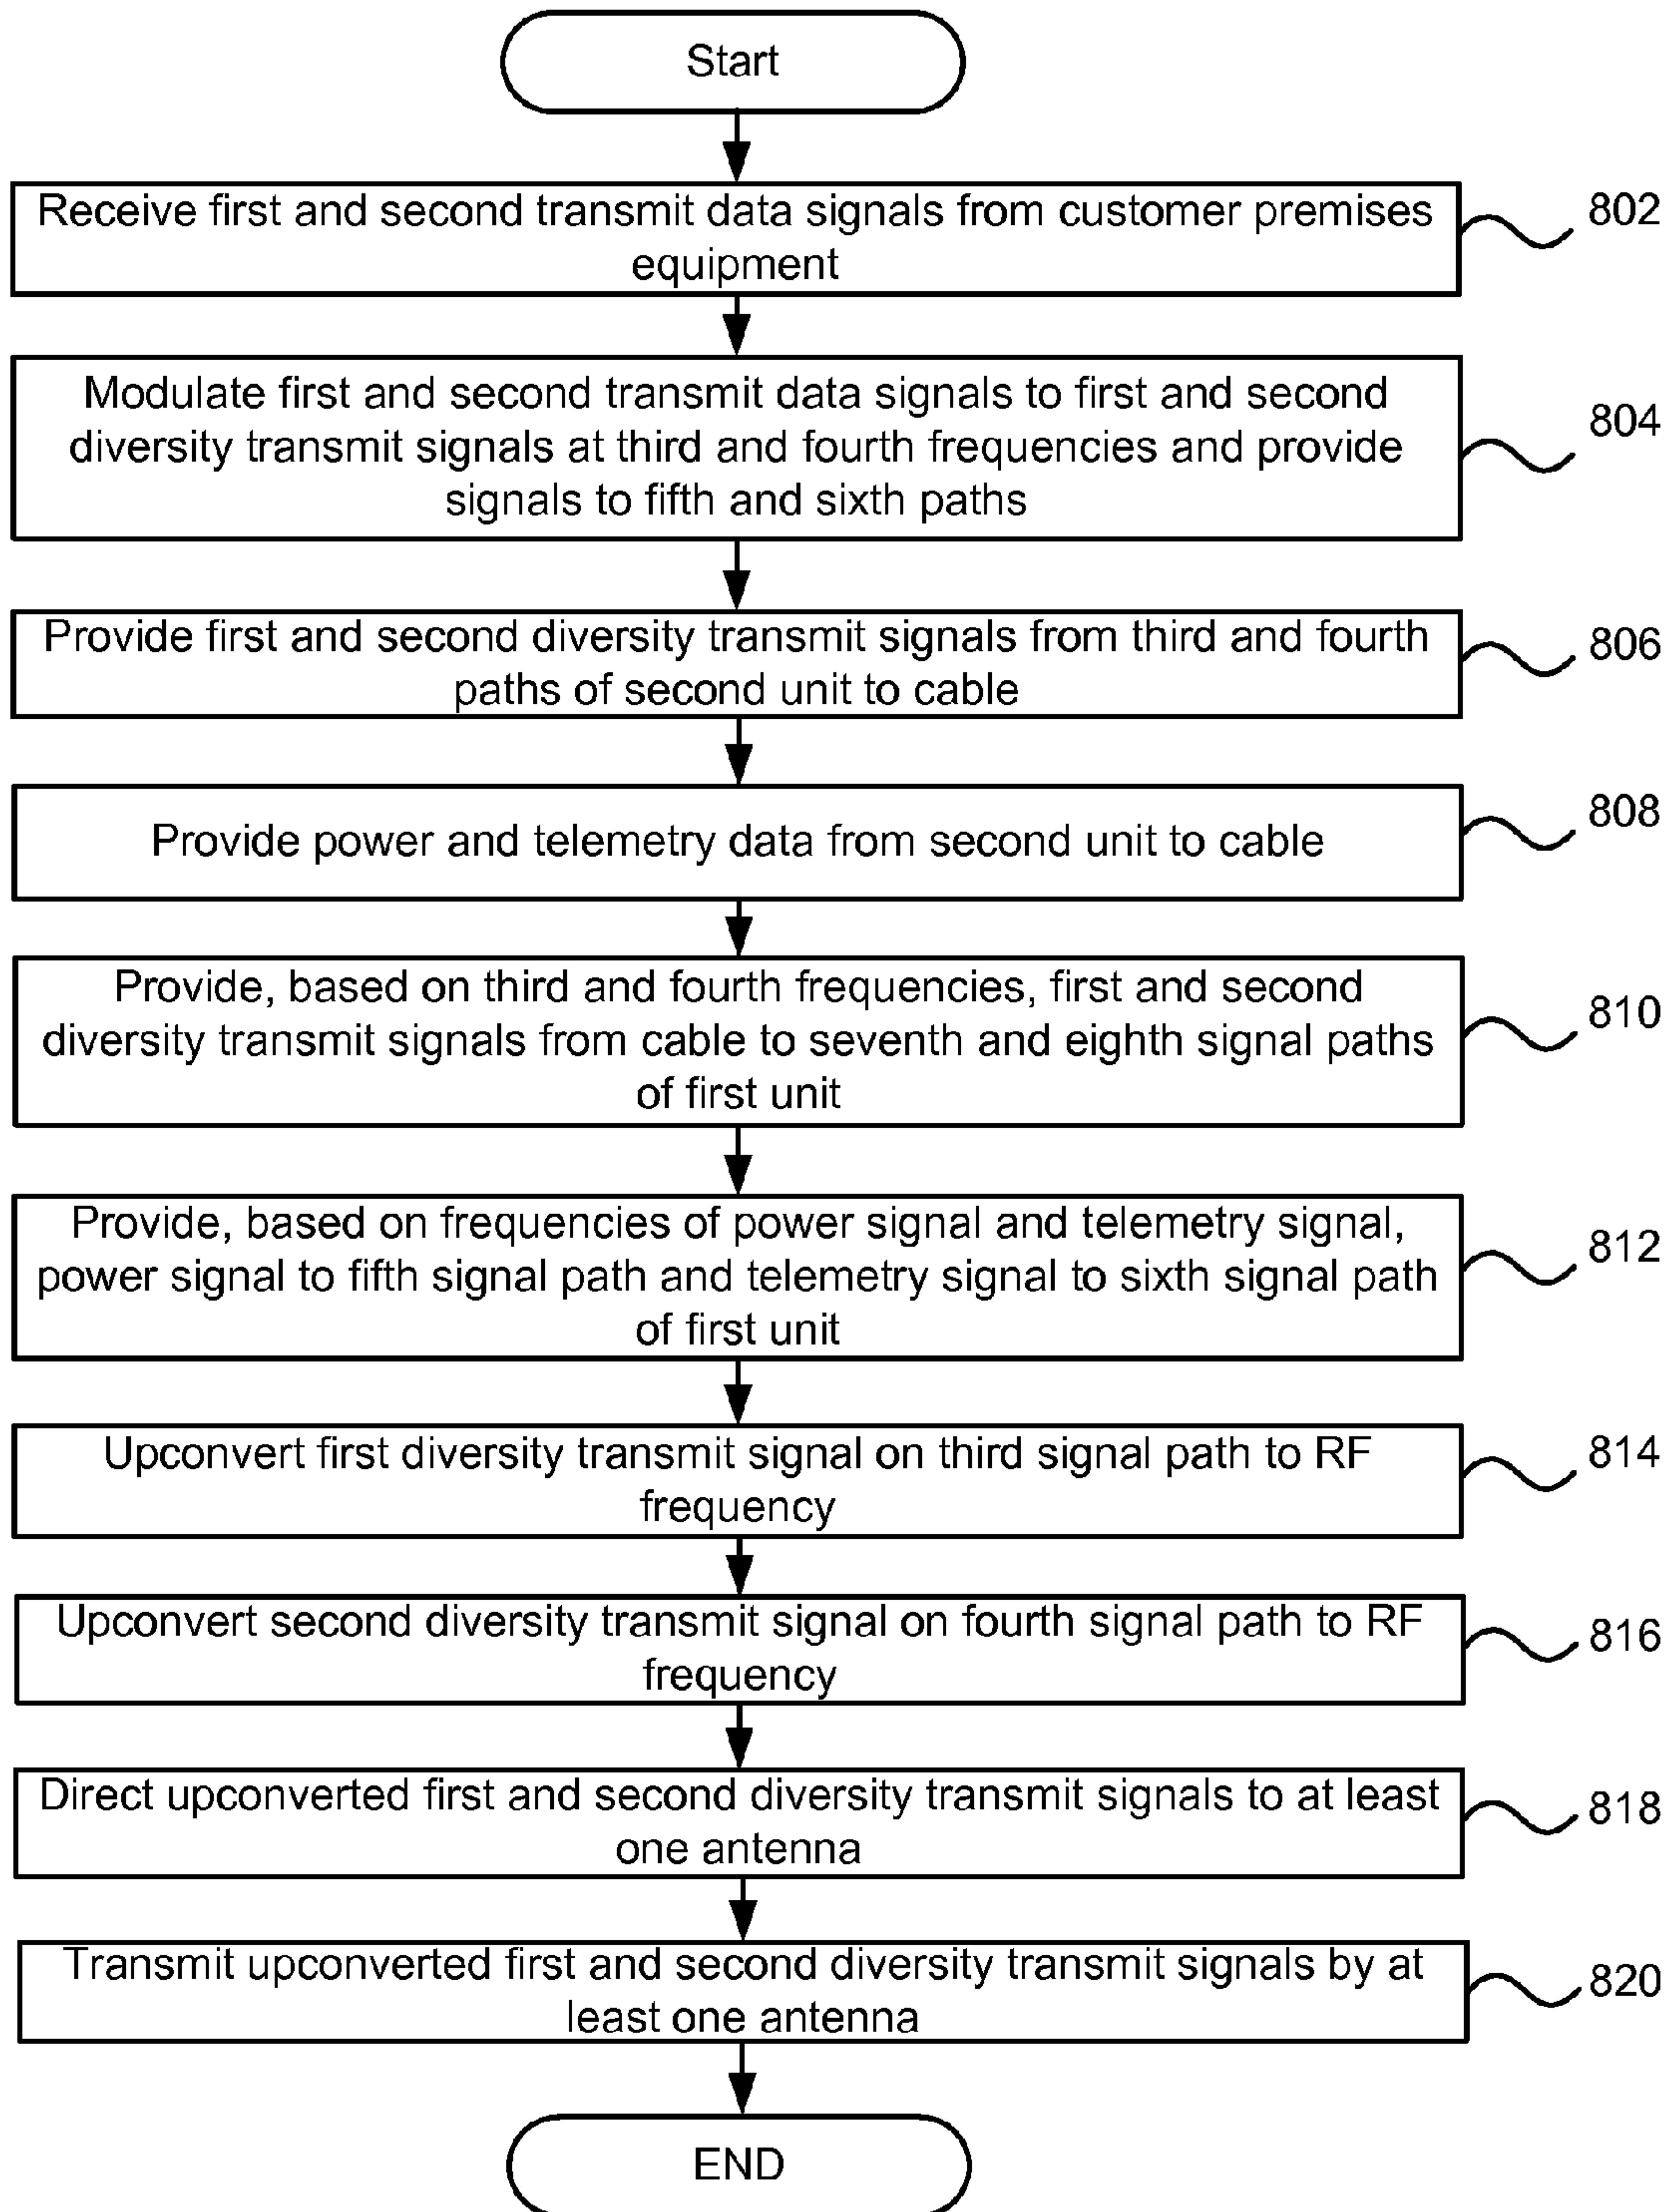 Start
Receive first and second transmit data signals from customer premises
equipment
802
Modulate first and second transmit data signals to first and second
diversity transmit signals at third and fourth frequencies and provide
signals to fifth and sixth paths
804
Provide first and second diversity transmit signals from third and fourth
paths of second unit to cable
806
Provide power and telemetry data from second unit to cable
808
Provide, based on third and fourth frequencies, first and second
diversity transmit signals from cable to seventh and eighth signal paths
of first unit
810
Provide, based on frequencies of power signal and telemetry signal,
power signal to fifth signal path and telemetry signal to sixth signal path
of first unit
812
Upconvert first diversity transmit signal on third signal path to RF
frequency
814
Upconvert second diversity transmit signal on fourth signal path to RF
frequency
816
Direct upconverted first and second diversity transmit signals to at least
one antenna
818
Transmit upconverted first and second diversity transmit signals by at
least one antenna
820
END